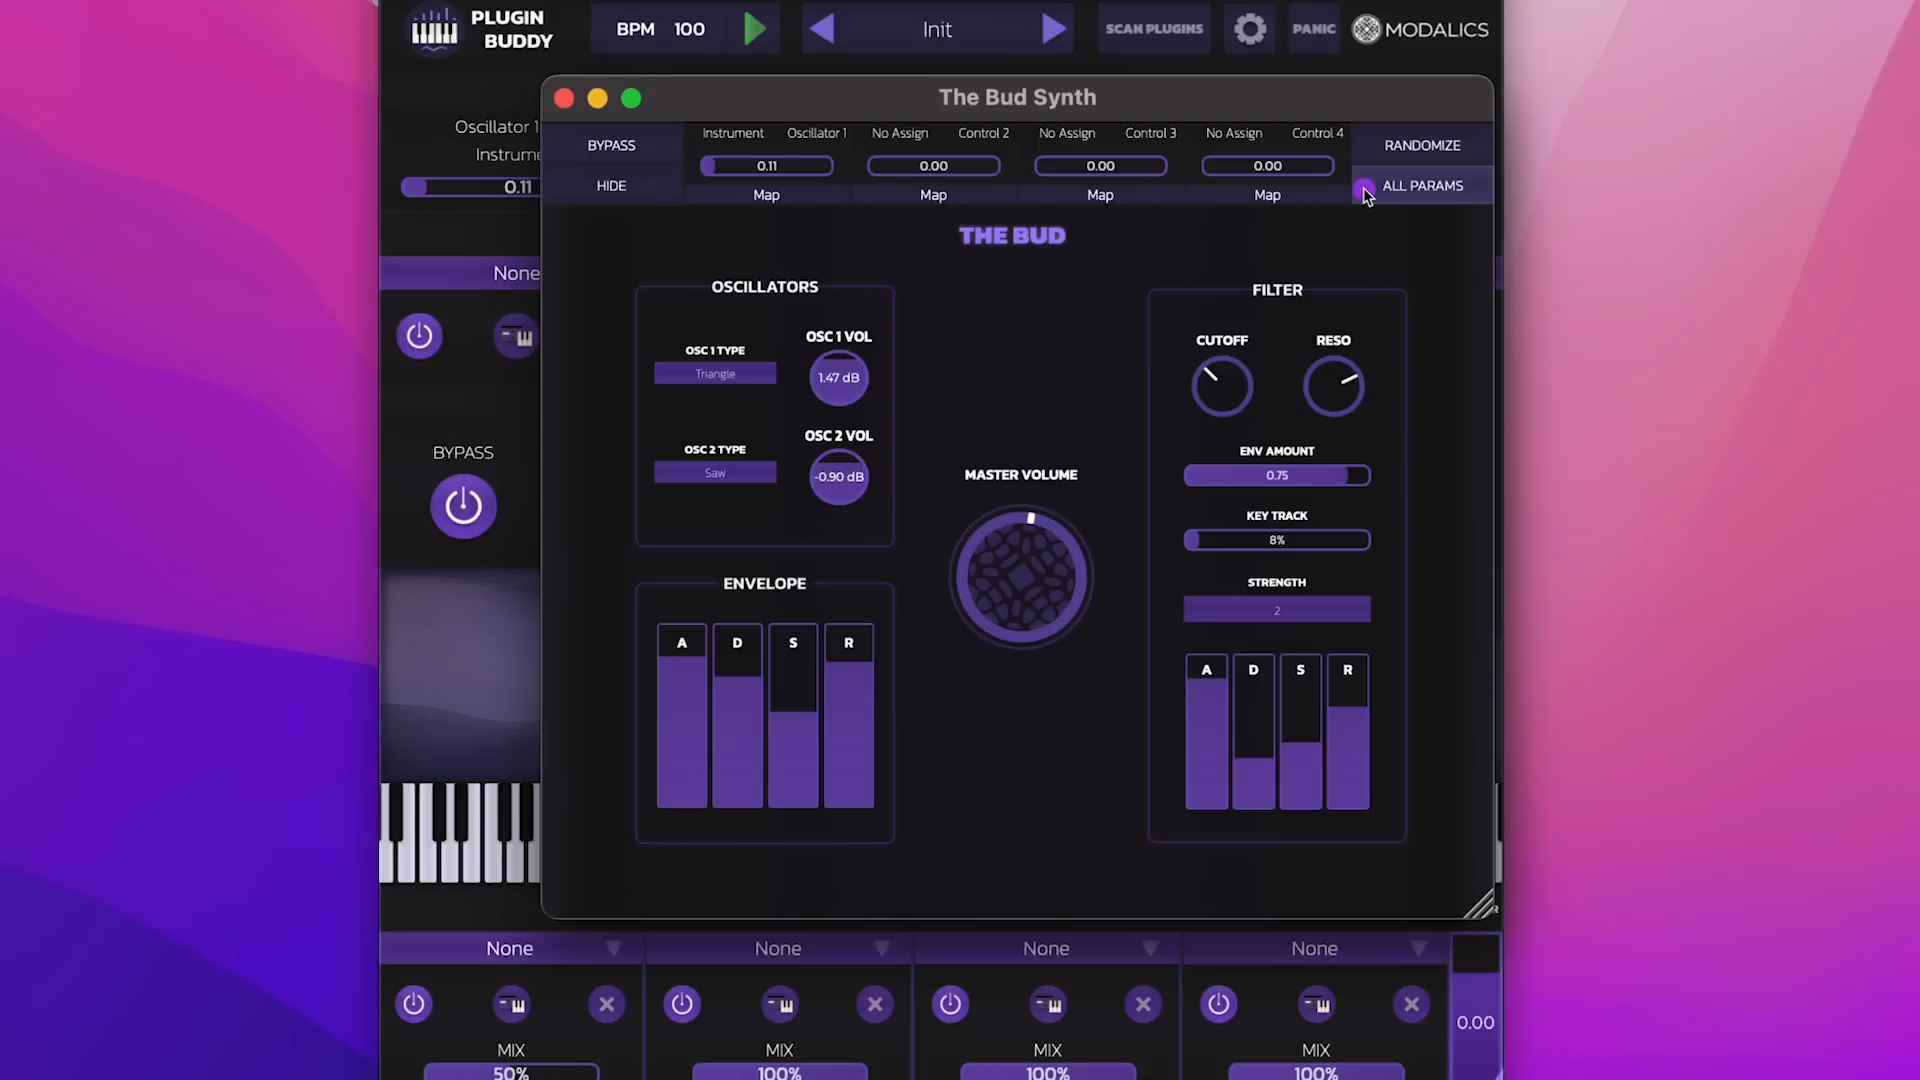 PLUGIN
BUDDY
BPM 100
Init
SCAN PLUGINS
PANIC
MODALICS
The Bud Synth
Oscillator 1
Instrume
0.11
BYPASS
HIDE
Instrument Oscillator 1
0.11
Map
No Assign Control 2
0.00
Map
No Assign Control 3
0.00
Map
No Assign Control 4
0.00
Map
RANDOMIZE
ALL PARAMS
THE BUD
None
BYPASS
OSCILLATORS
OSC 1 TYPE
Triangle
OSC 1 VOL
1.47 dB
OSC 2 TYPE
Saw
OSC 2 VOL
-0.90 dB
ENVELOPE
A D S R
MASTER VOLUME
FILTER
CUTOFF RESO
ENV AMOUNT
0.75
KEY TRACK
8%
STRENGTH
2
A D S R
None None None None
0.00
MIX MIX MIX MIX
50% 100% 100% 100%